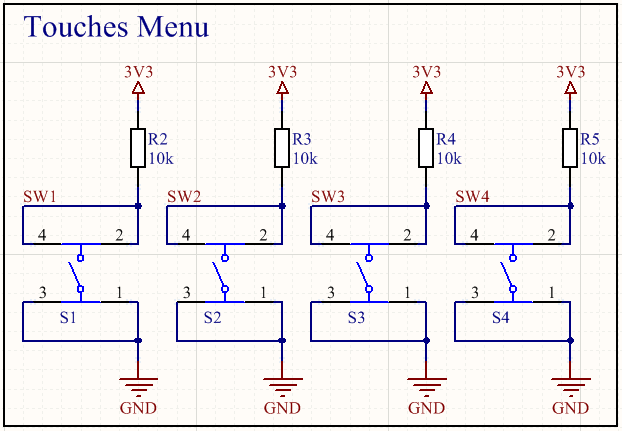 Touches Menu
3V3 3V3 3V3 3V3
R2 R3 R4 R5
10k 10k 10k 10k
SW1 SW2 SW3 SW4
4 2 4 2 4 2 4 2
3 1 3 1 3 1 3 1
S1 S2 S3 S4
GND GND GND GND